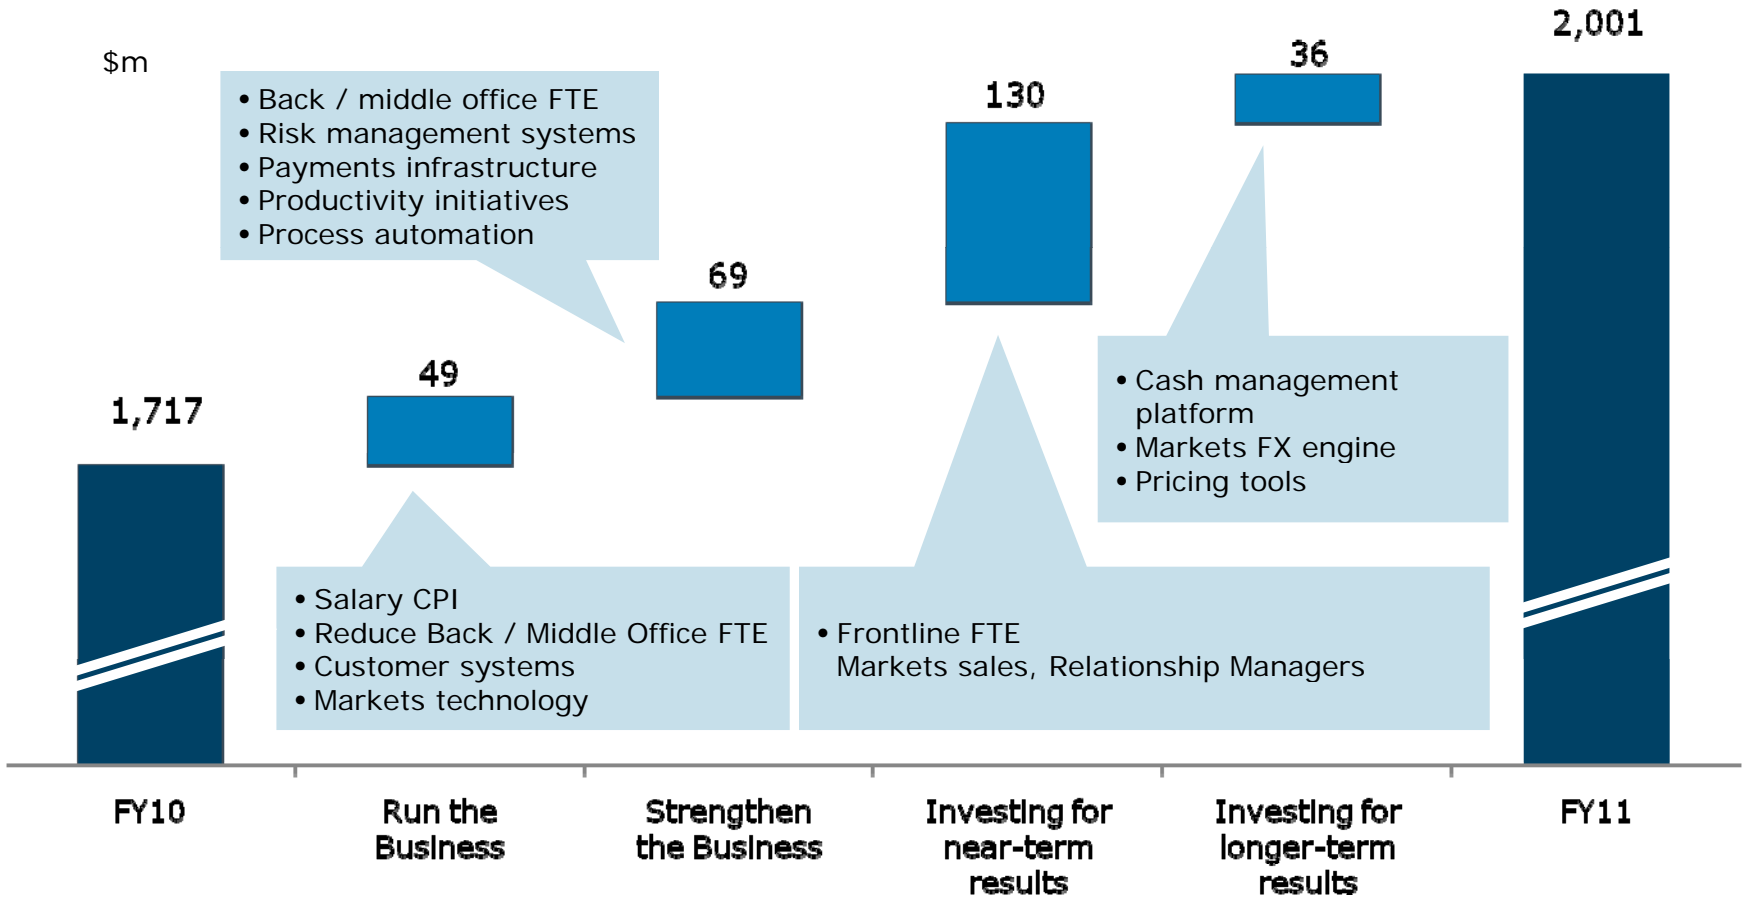 $m
2,001
36
130
• Back / middle office FTE
• Risk management systems
• Payments infrastructure
• Productivity initiatives
• Process automation
69
49
1,717
• Cash management
platform
• Markets FX engine
• Pricing tools
• Salary CPI
• Reduce Back / Middle Office FTE
• Customer systems
• Markets technology
• Frontline FTE
Markets sales, Relationship Managers
FY10
Run the
Business
Strengthen
the Business
Investing for
near-term
results
Investing for
longer-term
results
FY11